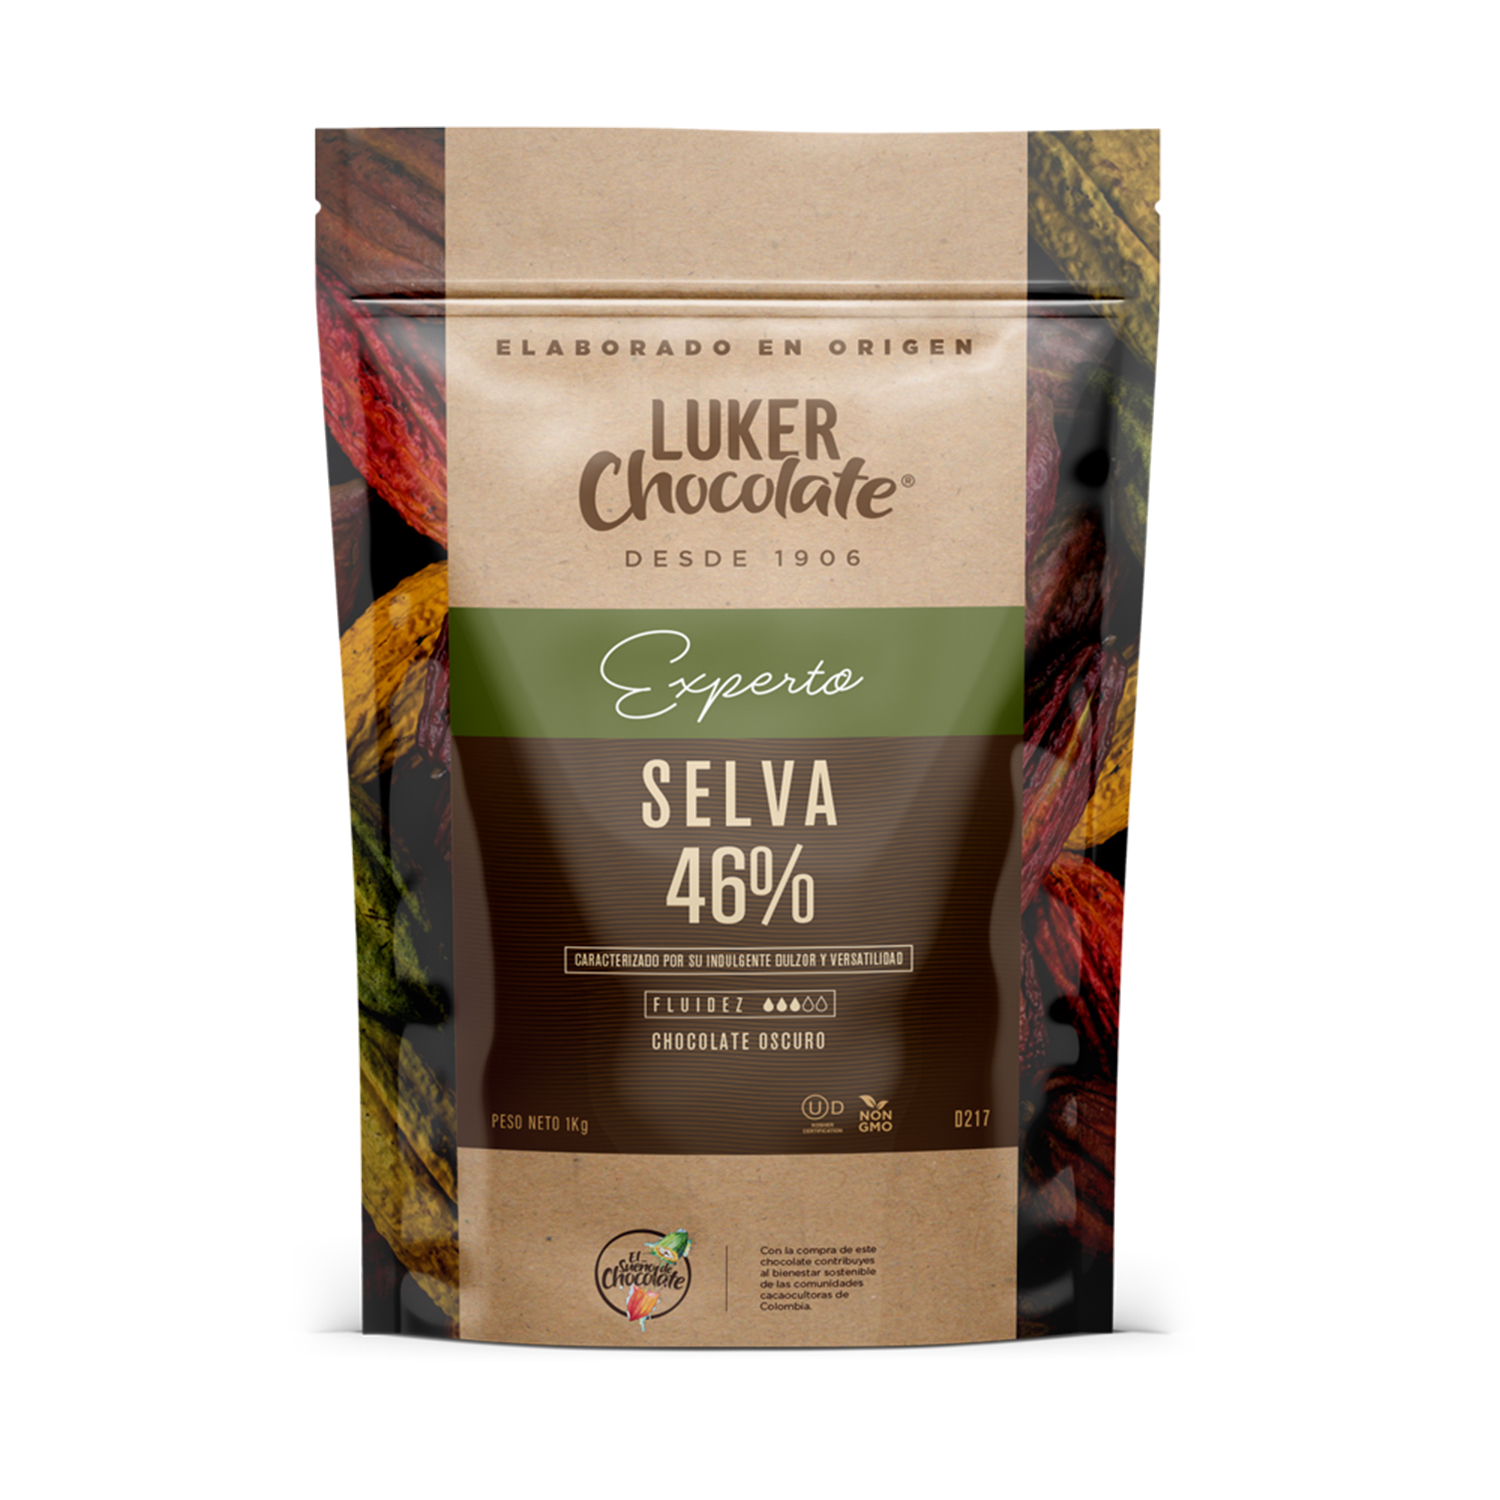 ELABORADO EN ORIGEN
LUKER
Chocolate®
DESDE 1906
Experto
SELVA
46%
CARACTERIZADO POR SU INDULGENTE DULZOR Y VERSATILIDAD
FLUIDEZ
CHOCOLATE OSCURO
PESO NETO 1Kg
U D
KOSHER
CERTIFICATION
NON
GMO
D217
El
Sueño de
Chocolate
Con la compra de este
chocolate contribuyes
al bienestar sostenible
de las comunidades
cacaocultoras de
Colombia.